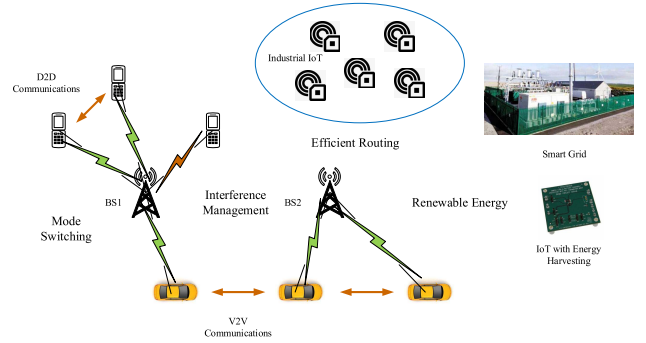 Industrial IoT
D2D
Communications
Efficient Routing
Smart Grid
BS1
Interference
Management
BS2
Renewable Energy
Mode
Switching
IoT with Energy
Harvesting
V2V
Communications